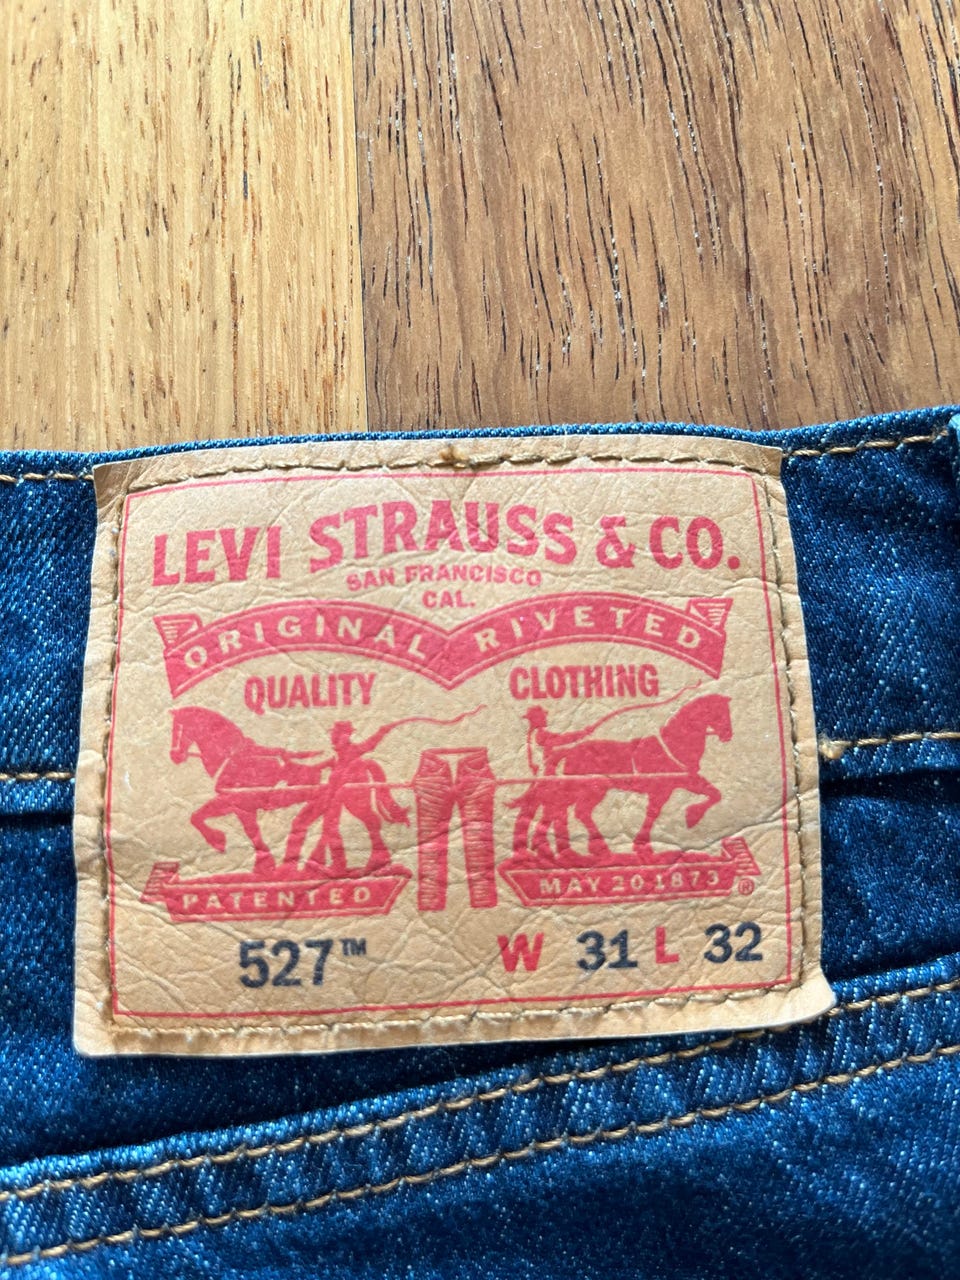 LEVI STRAUSS & CO.
SAN FRANCISCO
CAL.
ORIGINAL RIVETED
QUALITY CLOTHING
PATENTED MAY 20 1873 ®
527™ W 31 L 32